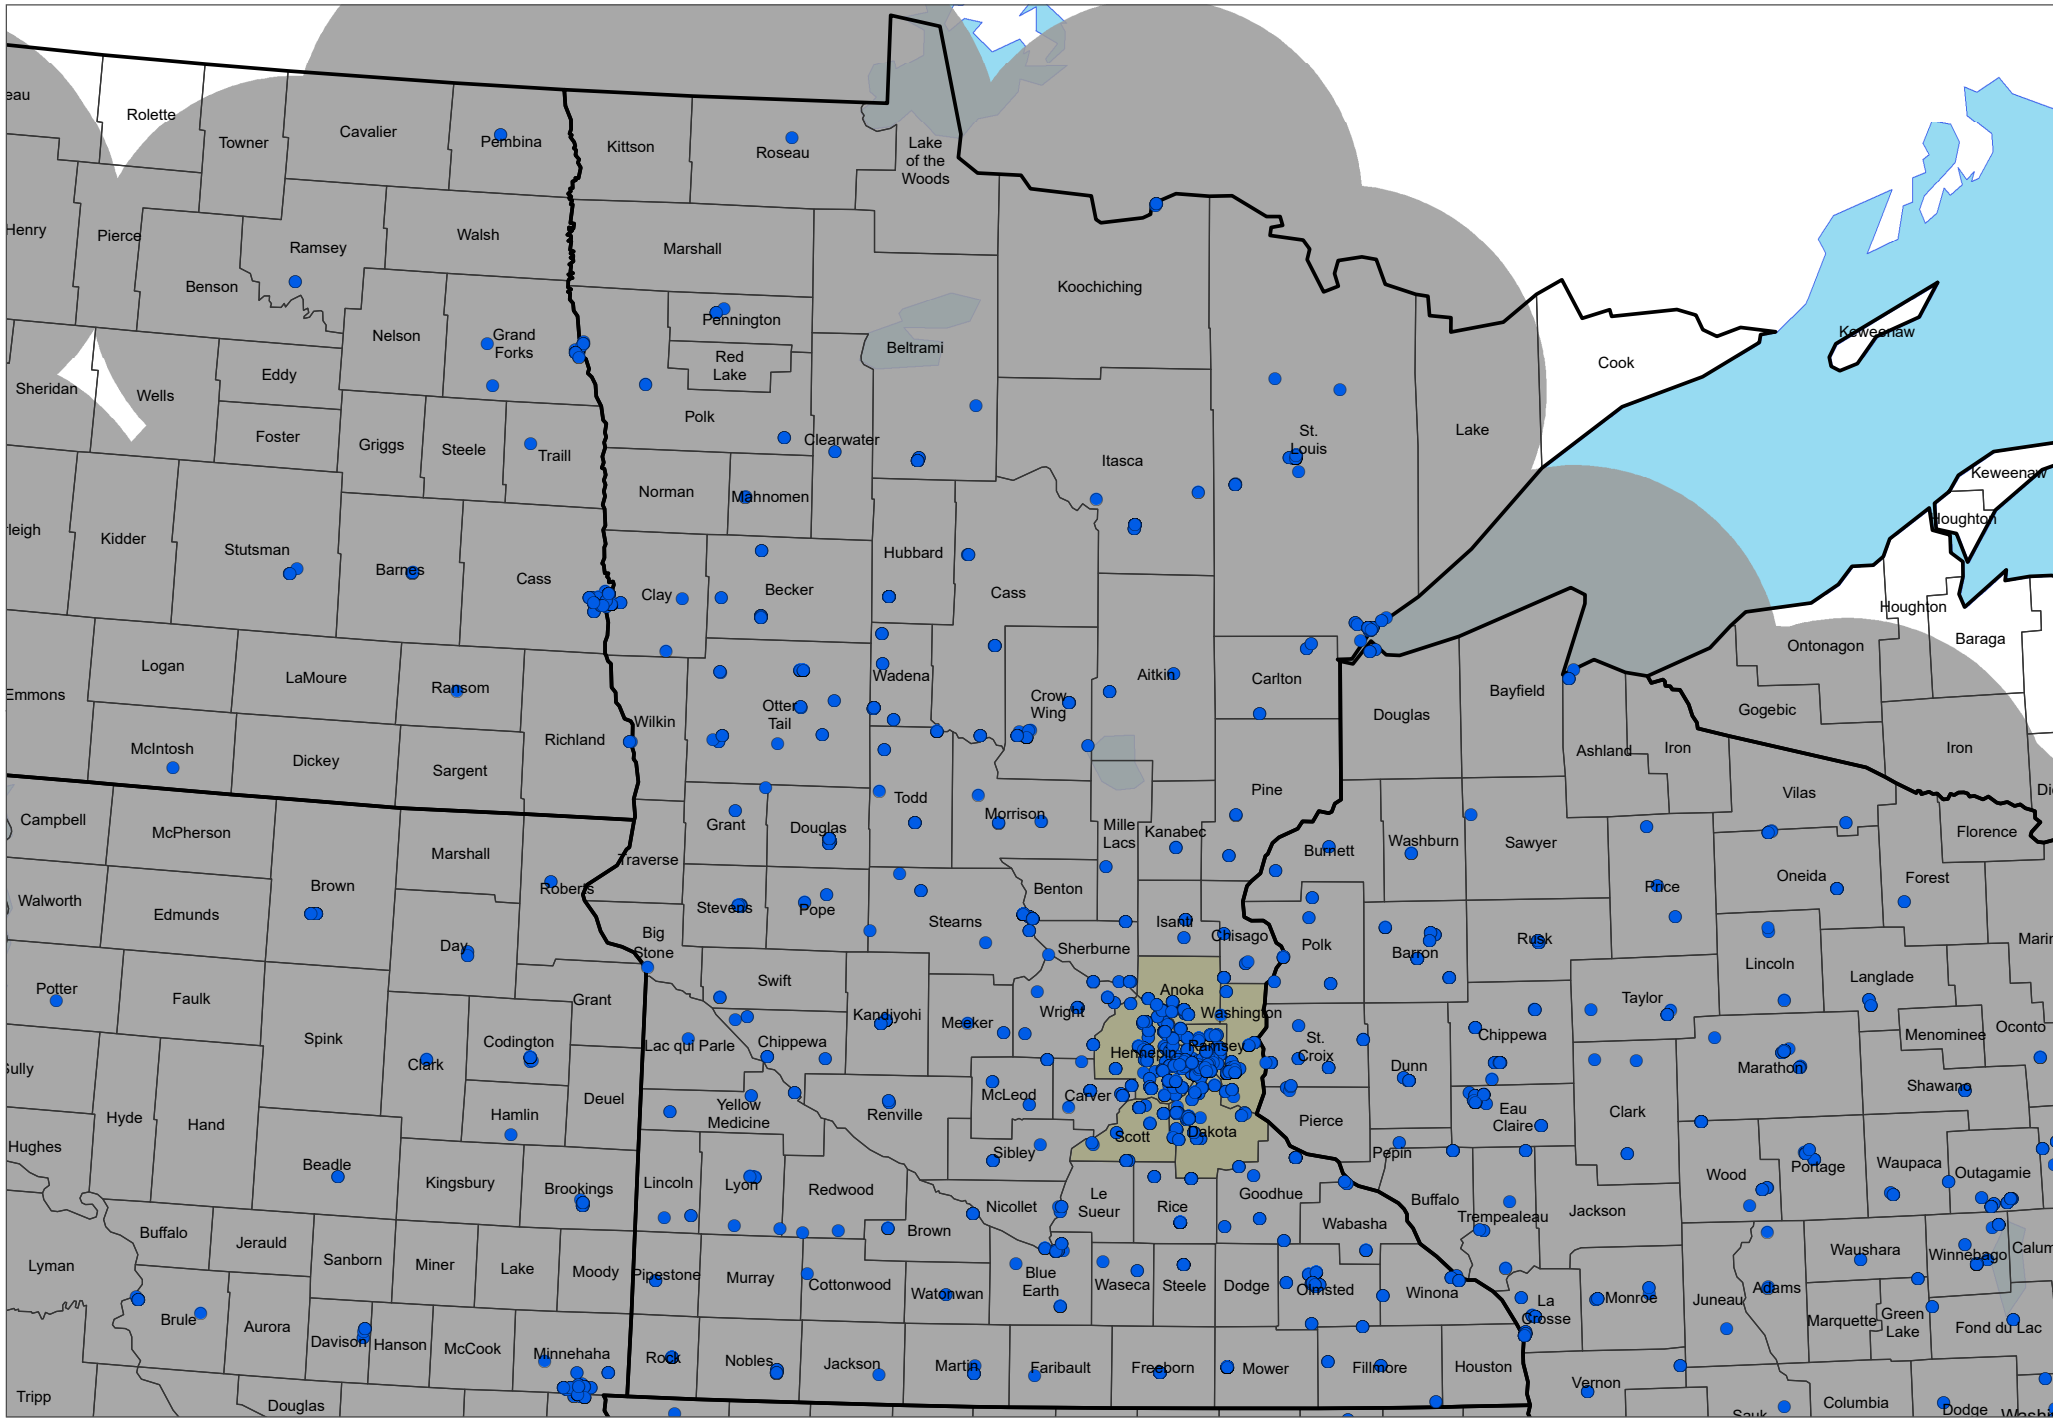 eau
Rolette
Towner
Cavalier
Pembina
Kittson
Roseau
Lake
of the
Woods
Henry
Pierce
Ramsey
Walsh
Marshall
Benson
Nelson
Grand
Forks
Pennington
Red
Lake
Beltrami
Koochiching
Cook
Keweenaw
Sheridan
Wells
Eddy
Foster
Griggs
Steele
Traill
Polk
Clearwater
Itasca
St.
Louis
Lake
Keweenaw
Houghton
rleigh
Kidder
Stutsman
Barnes
Cass
Norman
Mahnomen
Clay
Becker
Hubbard
Cass
Houghton
Baraga
Ontonagon
Emmons
Logan
LaMoure
Ransom
Wilkin
Otter
Tail
Wadena
Crow
Wing
Aitkin
Carlton
Douglas
Bayfield
Ashland
Iron
Gogebic
Iron
McIntosh
Dickey
Sargent
Richland
Campbell
McPherson
Marshall
Roberts
Traverse
Grant
Douglas
Todd
Morrison
Mille
Lacs
Kanabec
Pine
Burnett
Washburn
Sawyer
Vilas
Florence
Di
Walworth
Edmunds
Brown
Day
Big
Stone
Stevens
Pope
Stearns
Benton
Sherburne
Isanti
Chisago
Polk
Barron
Rusk
Price
Oneida
Forest
Lincoln
Langlade
Marin
Potter
Faulk
Spink
Clark
Codington
Grant
Swift
Lac qui Parle
Chippewa
Kandiyohi
Meeker
Wright
Anoka
Washington
Hennepin
Ramsey
St.
Croix
Dunn
Chippewa
Taylor
Marathon
Menominee
Oconto
Shawano
ully
Hyde
Hand
Hughes
Beadle
Hamlin
Deuel
Kingsbury
Brookings
Yellow
Medicine
Renville
McLeod
Carver
Scott
Dakota
Sibley
Pierce
Pepin
Eau
Claire
Clark
Wood
Portage
Waupaca
Outagamie
Lincoln
Lyon
Redwood
Nicollet
Le
Sueur
Rice
Goodhue
Wabasha
Buffalo
Trempealeau
Jackson
Lyman
Buffalo
Jerauld
Sanborn
Miner
Lake
Moody
Pipestone
Murray
Cottonwood
Brown
Watonwan
Blue
Earth
Waseca
Steele
Dodge
Olmsted
Winona
La
Crosse
Monroe
Juneau
Adams
Waushara
Winnebago
Calum
Marquette
Green
Lake
Fond du Lac
Brule
Aurora
Davison
Hanson
McCook
Minnehaha
Rock
Nobles
Jackson
Martin
Faribault
Freeborn
Mower
Fillmore
Houston
Vernon
Tripp
Douglas
Sauk
Columbia
Dodge
Washi